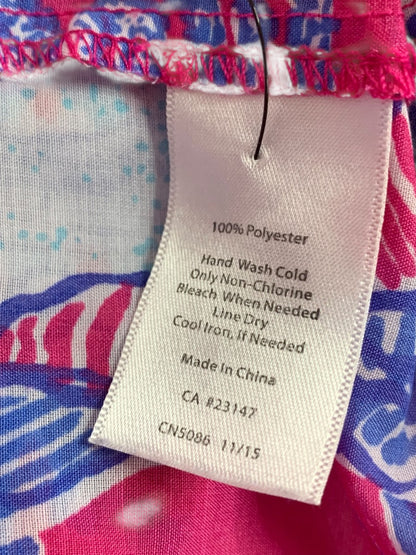 100% Polyester
Hand Wash Cold
Only Non-Chlorine
Bleach When Needed
Line Dry
Cool Iron, if Needed
Made in China
CA #23147
CN5086 11/15